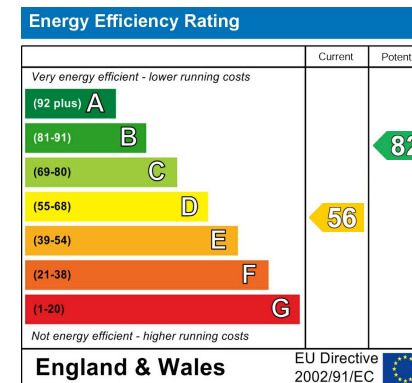 Energy Efficiency Rating
Current Potent
Very energy efficient - lower running costs
(92 plus) A
(81-91) B
82
(69-80) C
(55-68) D
56
(39-54) E
(21-38) F
(1-20) G
Not energy efficient - higher running costs
England & Wales
EU Directive
2002/91/EC